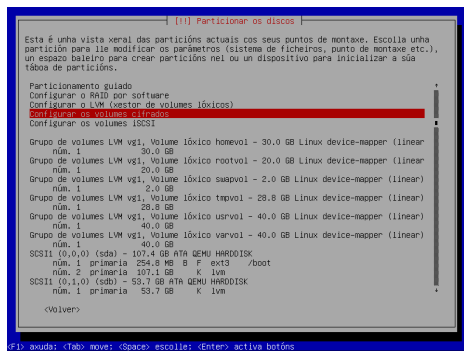 [!!] Particionar os discos
Esta é unha vista xeral das particións actuais cos seus puntos de montaxe. Escolla unha
partición para lle modificar os parámetros (sistema de ficheiros, punto de montaxe etc.),
un espazo baleiro para crear particións nel ou un dispositivo para inicializar a súa
táboa de particións.
Particionamento guiado
Configurar o RAID por software
Configurar o LVM (xestor de volumes lóxicos)
Configurar os volumes cifrados
Configurar os volumes iSCSI
Grupo de volumes LVM vg1, Volume lóxico homevol - 30.0 GB Linux device-mapper (linear
núm. 1 30.0 GB
Grupo de volumes LVM vg1, Volume lóxico rootvol - 20.0 GB Linux device-mapper (linear
núm. 1 20.0 GB
Grupo de volumes LVM vg1, Volume lóxico swapvol - 2.0 GB Linux device-mapper (linear)
núm. 1 2.0 GB
Grupo de volumes LVM vg1, Volume lóxico tmpvol - 28.8 GB Linux device-mapper (linear)
núm. 1 28.8 GB
Grupo de volumes LVM vg1, Volume lóxico usrvol - 40.0 GB Linux device-mapper (linear)
núm. 1 40.0 GB
Grupo de volumes LVM vg1, Volume lóxico varvol - 40.0 GB Linux device-mapper (linear)
núm. 1 40.0 GB
SCSI1 (0,0,0) (sda) - 107.4 GB ATA QEMU HARDDISK
núm. 1 primaria 254.8 MB B F ext3 /boot
núm. 2 primaria 107.1 GB K lvm
SCSI1 (0,1,0) (sdb) - 53.7 GB ATA QEMU HARDDISK
núm. 1 primaria 53.7 GB K lvm
<Volver>
<F1> axuda; <Tab> move; <Space> escolle; <Enter> activa botóns